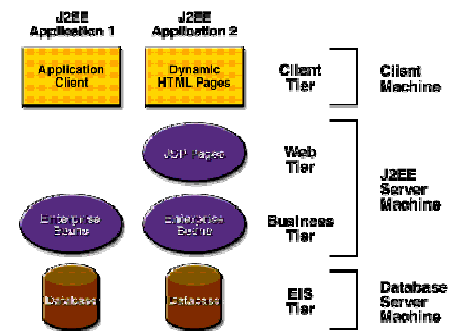 J2EE
Application 1
J2EE
Application 2
Application
Client
Dynamic
HTML Pages
Client
Tier
Client
Machine
JSP Pages
Web
Tier
J2EE
Server
Machine
Enterprise
Beans
Enterprise
Beans
Business
Tier
Database
Database
EIS
Tier
Database
Server
Machine